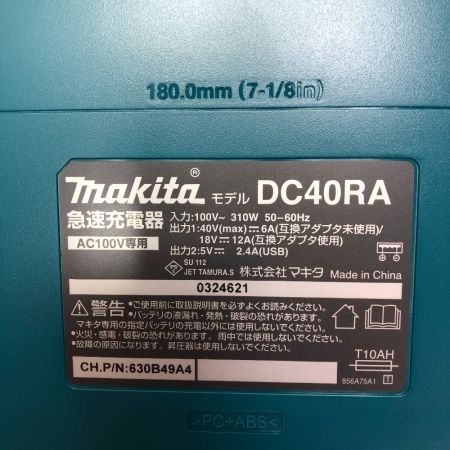 180.0mm (7-1/8in)
makita® モデル DC40RA
急速充電器 入力:100V~ 310W 50-60Hz
AC100V専用 出力1:40V(max)⎓6A(互換アダプタ未使用)/
18V⎓12A(互換アダプタ使用)
出力2:5V⎓ 2.4A(USB)
SU 112
JET TAMURA.S 株式会社 マキタ Made in China
0324621
⚠警告 •ご使用前に取扱説明書をよくお読みください。
•バッテリの液漏れ・発熱・破裂の恐れがあります。
マキタ専用の指定バッテリの充電以外には使用しないでください。
•火災・感電・破裂の恐れあり。雨中では使用しないでください。
•故障の原因になります。昇圧器は使用しないでください。
T10AH
CH.P/N:630B49A4
856A75A1 T
>PC+ABS<